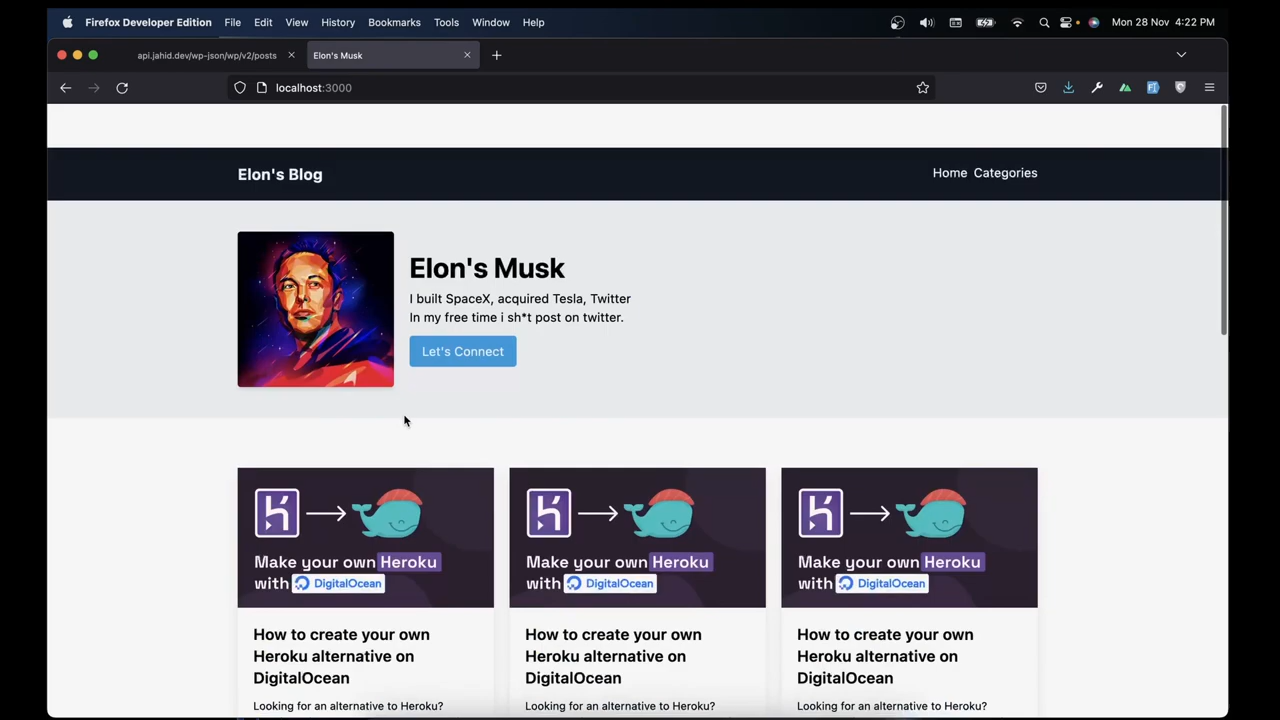 Firefox Developer Edition File Edit View History Bookmarks Tools Window Help Mon 28 Nov 4:22 PM
api.jahid.dev/wp-json/wp/v2/posts Elon's Musk
localhost:3000
Elon's Blog Home Categories
Elon's Musk
I built SpaceX, acquired Tesla, Twitter
In my free time i sh*t post on twitter.
Let's Connect
Make your own Heroku
with DigitalOcean
How to create your own
Heroku alternative on
DigitalOcean
Looking for an alternative to Heroku?
Make your own Heroku
with DigitalOcean
How to create your own
Heroku alternative on
DigitalOcean
Looking for an alternative to Heroku?
Make your own Heroku
with DigitalOcean
How to create your own
Heroku alternative on
DigitalOcean
Looking for an alternative to Heroku?